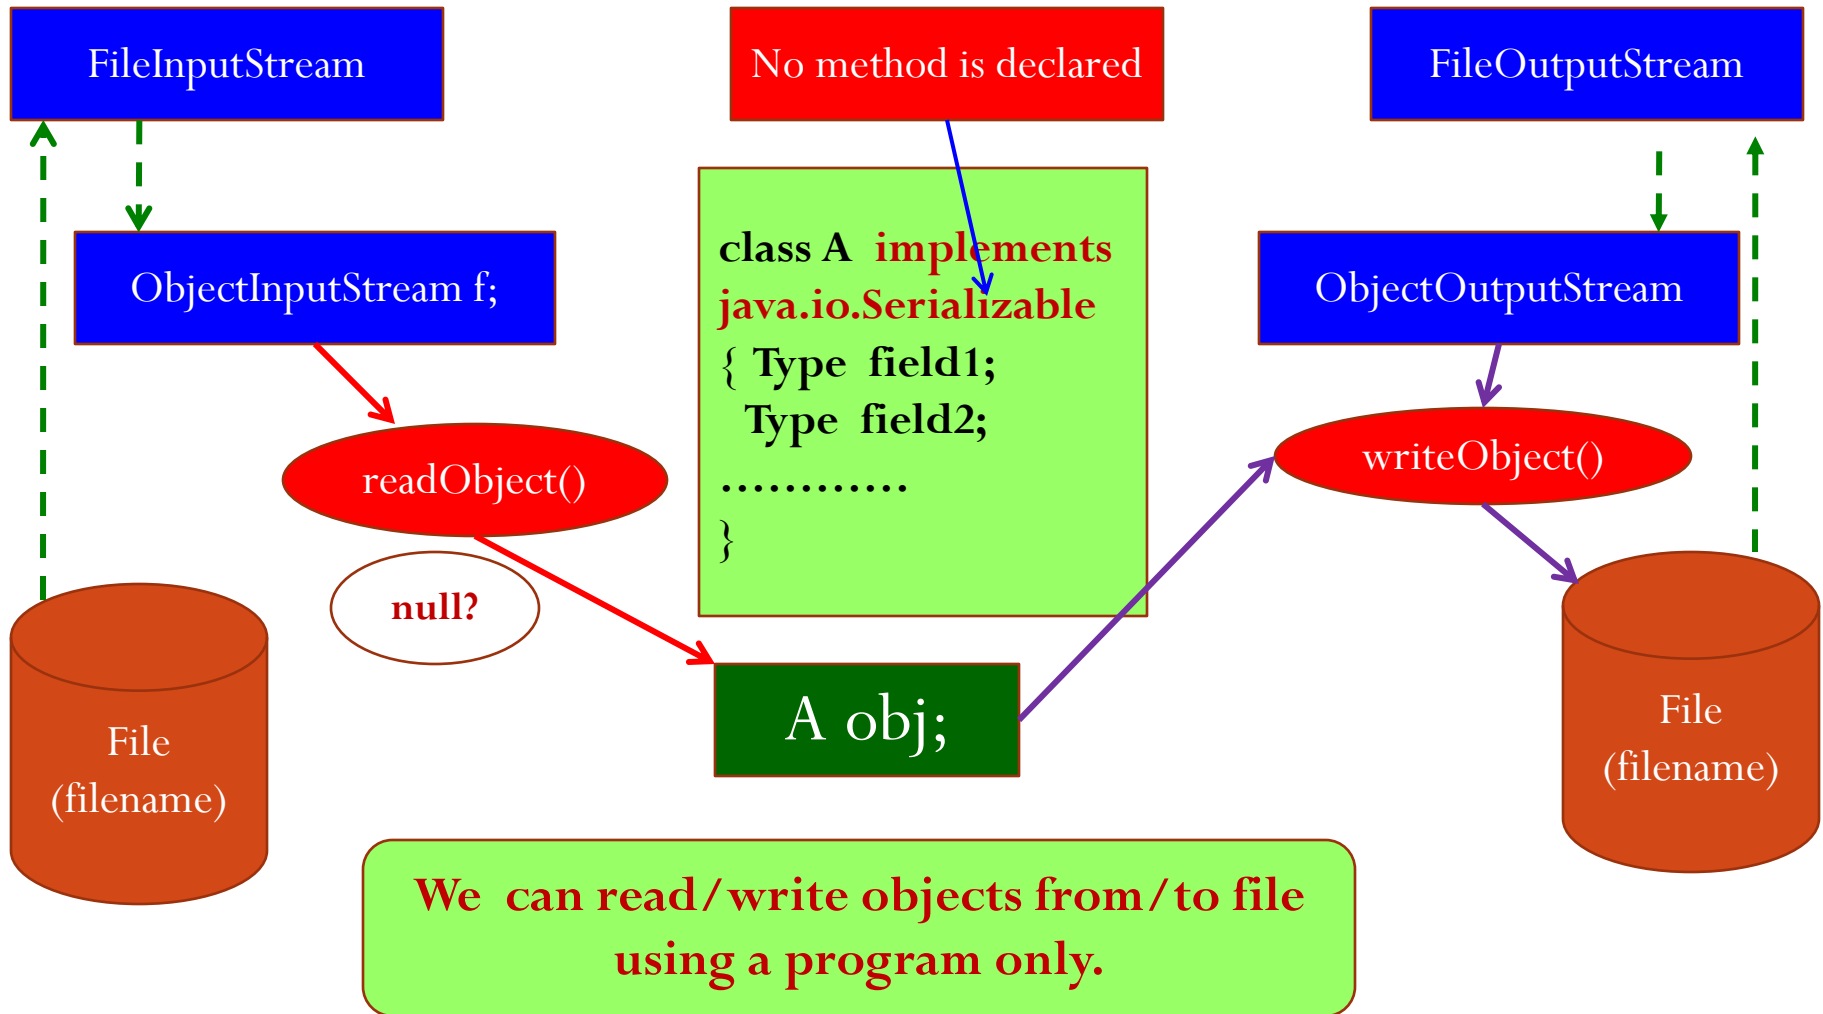 FileInputStream
No method is declared
FileOutputStream
ObjectInputStream f;
class A implements
java.io.Serializable
{ Type field1;
Type field2;
............
}
ObjectOutputStream
readObject()
writeObject()
null?
A obj;
File
(filename)
File
(filename)
We can read/write objects from/to file
using a program only.